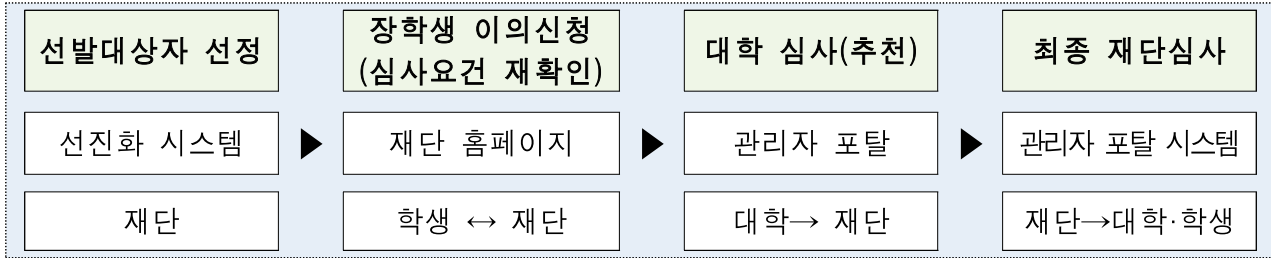 선발대상자 선정
장학생 이의신청
(심사요건 재확인)
대학 심사(추천)
최종 재단심사
선진화 시스템
재단 홈페이지
관리자 포탈
관리자 포탈 시스템
재단
학생 ↔ 재단
대학→ 재단
재단→대학·학생